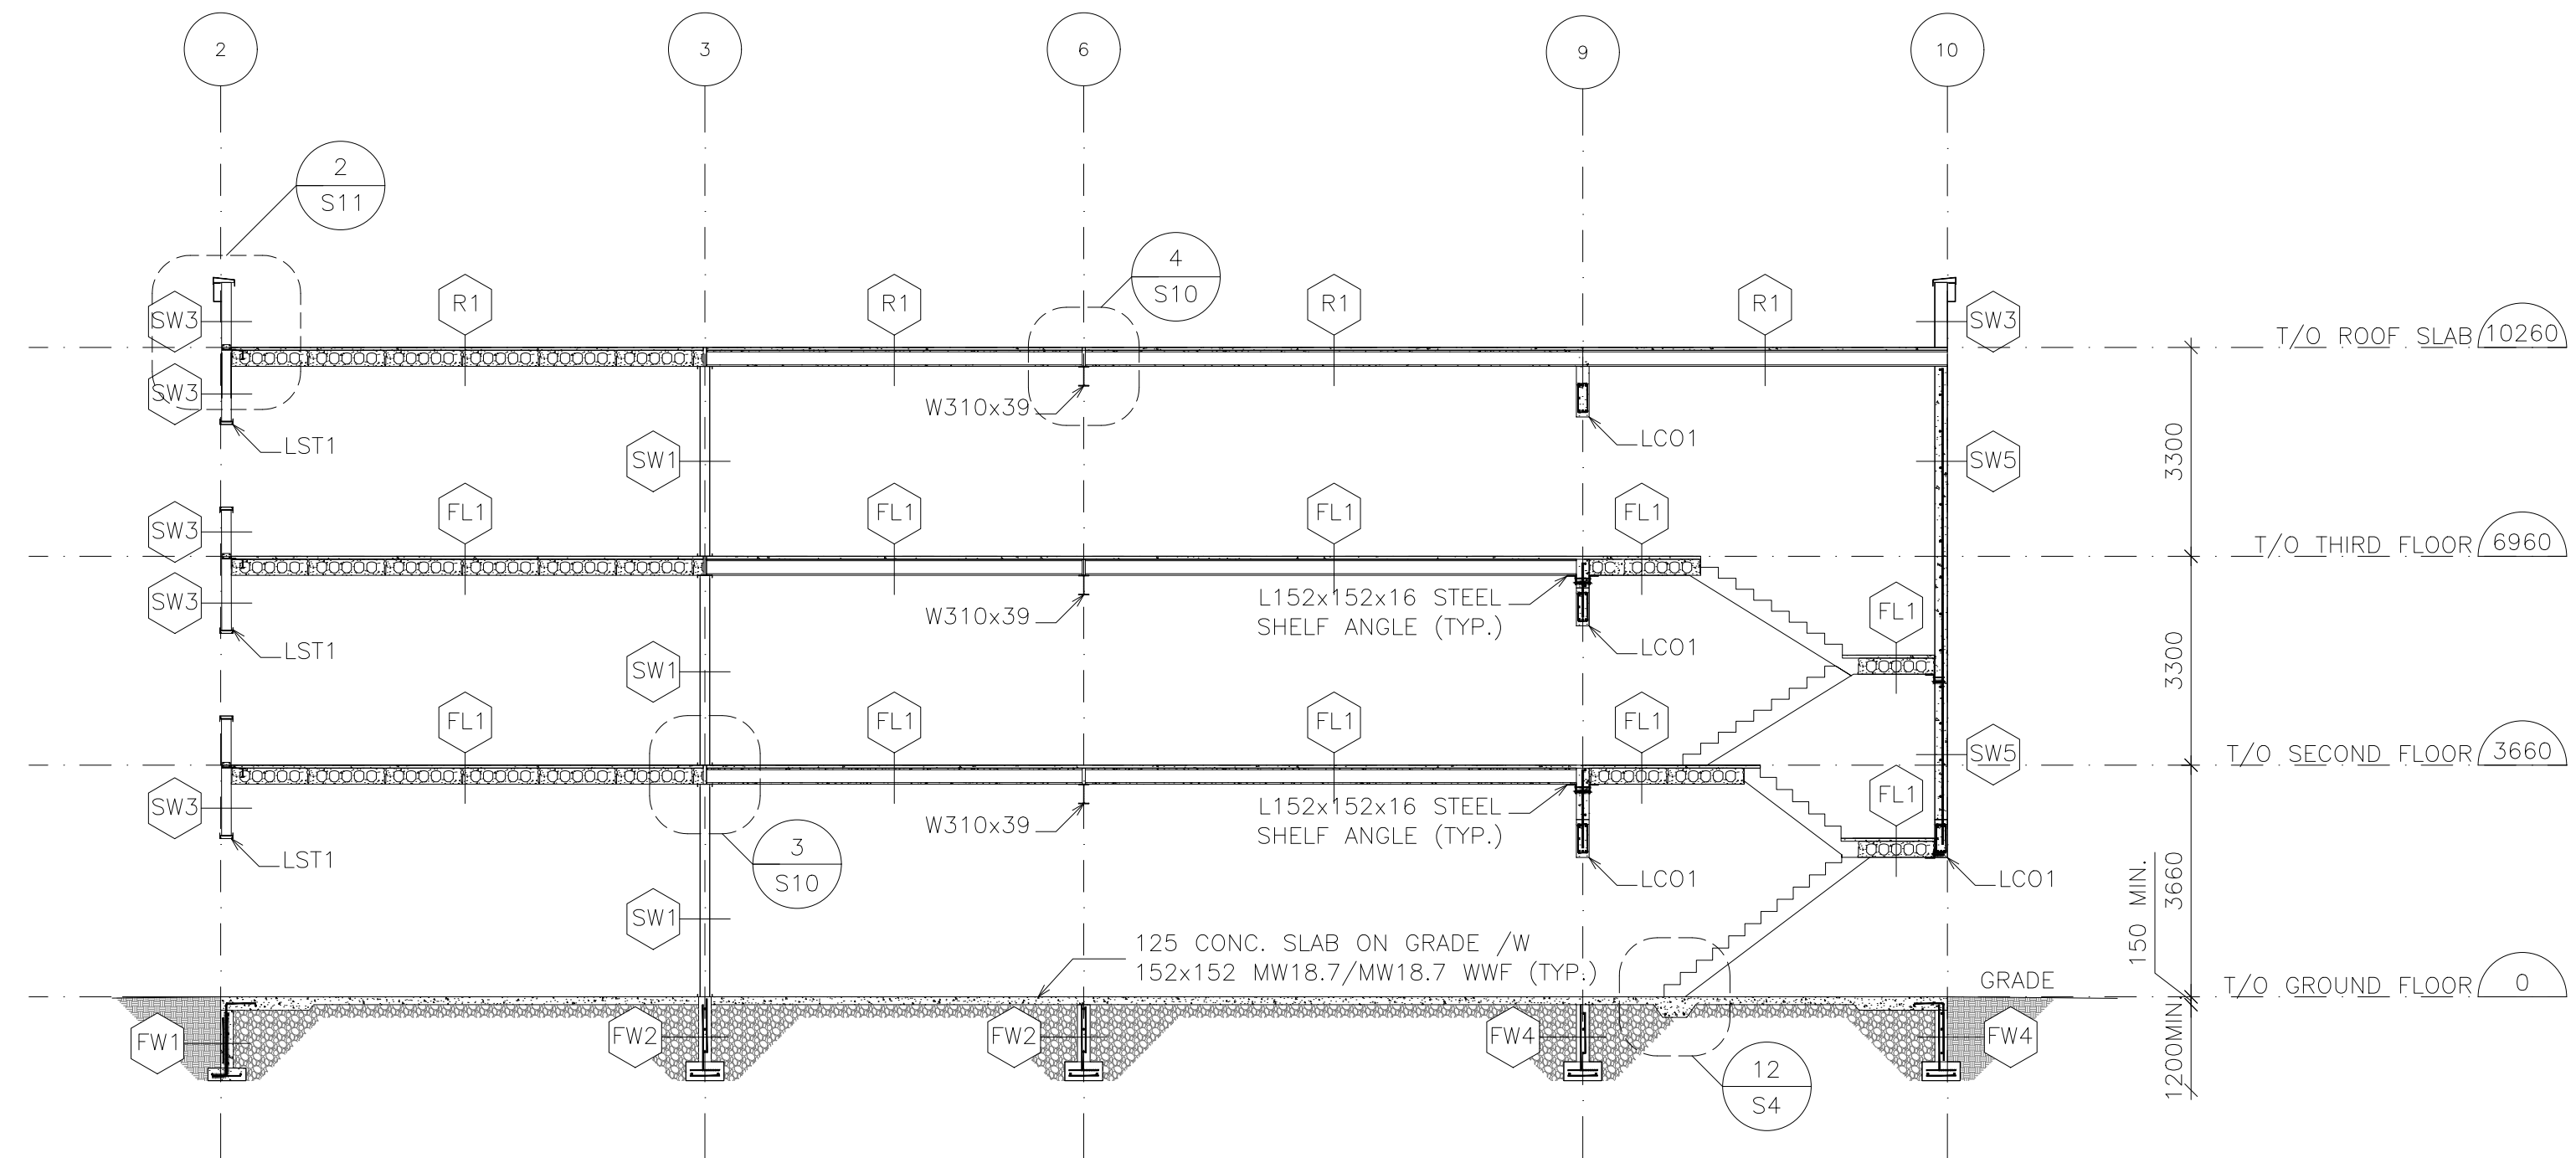 2
3
6
9
10
2
S11
4
S10
R1
R1
R1
R1
SW3
SW3
T/O ROOF SLAB 10260
SW3
W310x39
LST1
LCO1
3300
SW1
SW5
FL1
FL1
FL1
FL1
SW3
T/O THIRD FLOOR 6960
SW3
W310x39
L152x152x16 STEEL
SHELF ANGLE (TYP.)
FL1
LST1
LCO1
3300
SW1
FL1
FL1
FL1
FL1
T/O SECOND FLOOR 3660
SW5
SW3
W310x39
L152x152x16 STEEL
SHELF ANGLE (TYP.)
FL1
LST1
3
S10
LCO1
LCO1
150 MIN.
3660
SW1
125 CONC. SLAB ON GRADE /W
152x152 MW18.7/MW18.7 WWF (TYP.)
GRADE
T/O GROUND FLOOR 0
FW1
FW2
FW2
FW4
FW4
1200MIN.
12
S4